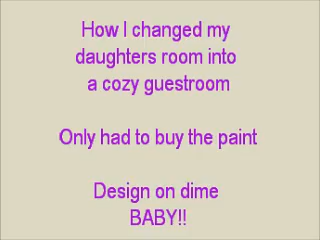 How I changed my
daughters room into
a cozy guestroom
Only had to buy the paint
Design on dime
BABY!!